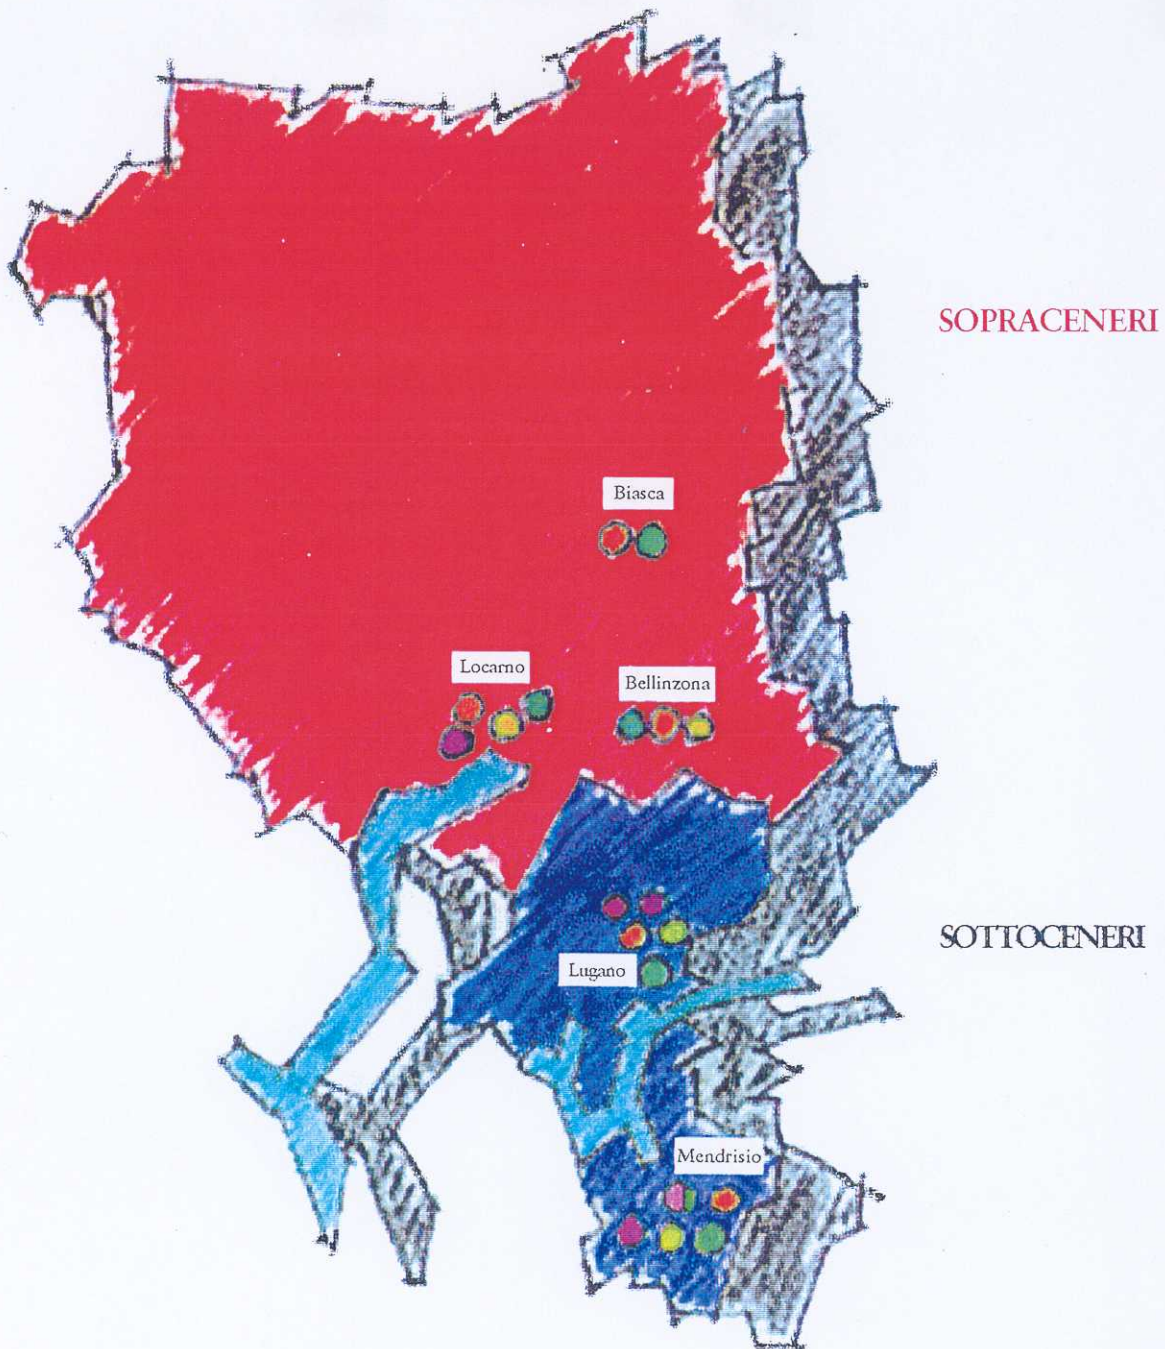 SOPRACENERI
Biasca
Locarno
Bellinzona
SOTTOCENERI
Lugano
Mendrisio